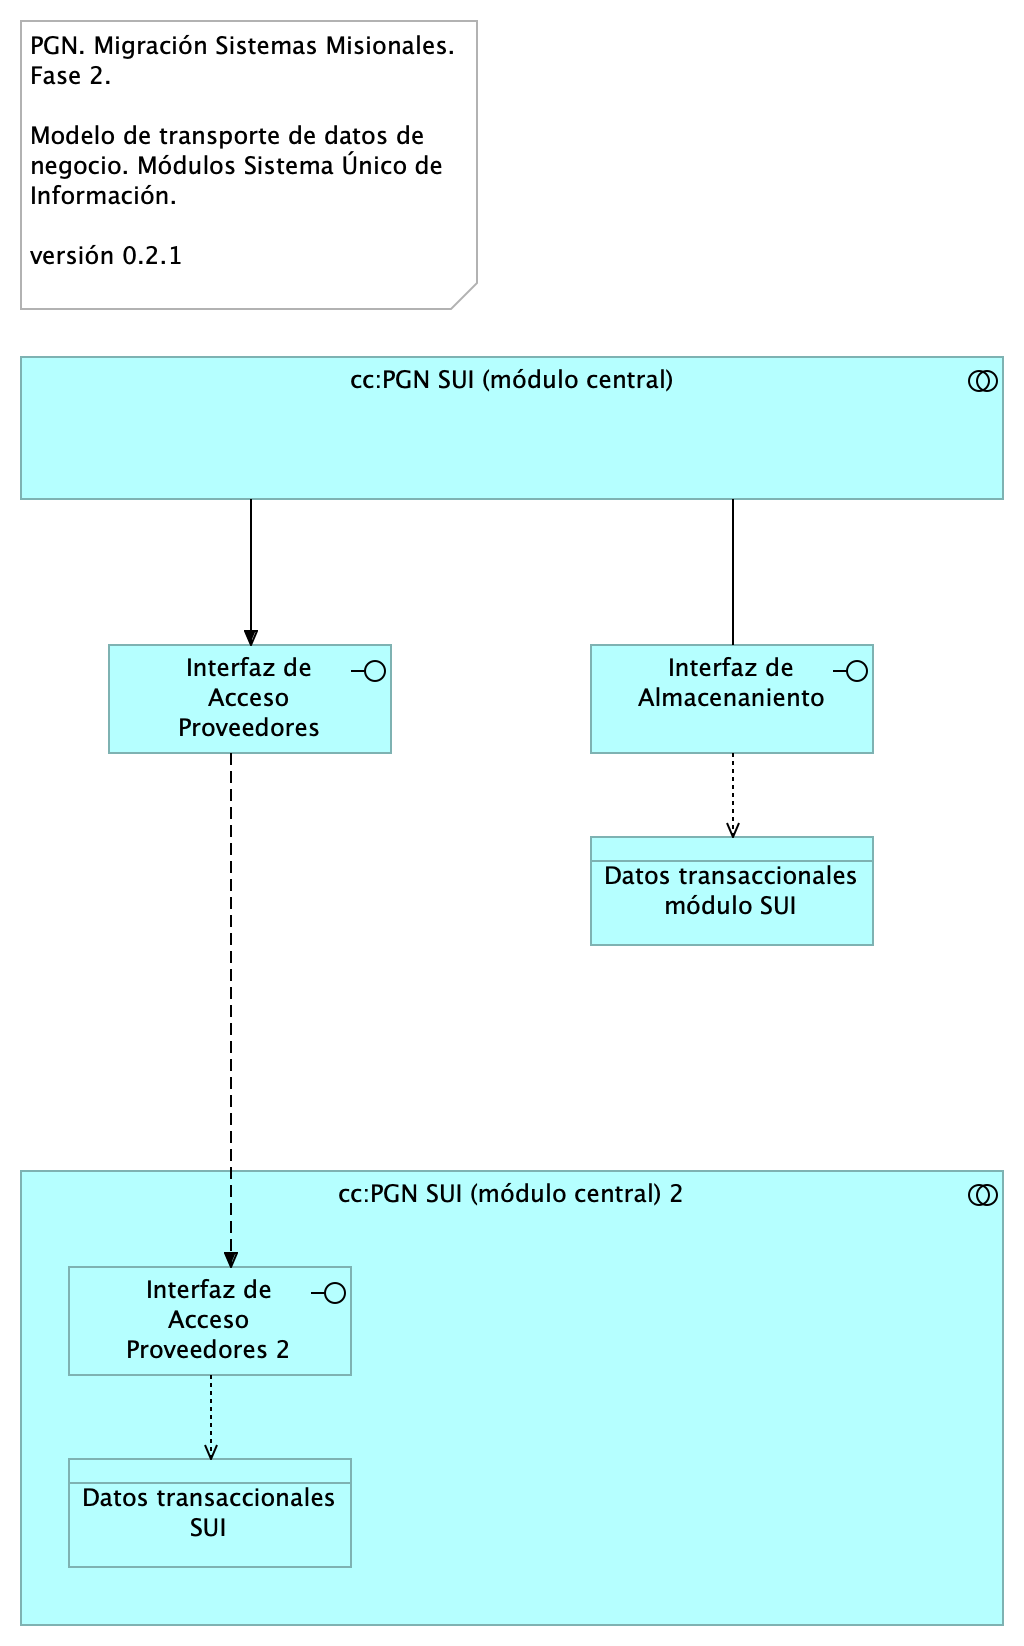 PGN. Migración Sistemas Misionales.
Fase 2.
Modelo de transporte de datos de
negocio. Módulos Sistema Único de
Información.
versión 0.2.1
cc:PGN SUI (módulo central)
Interfaz de
Acceso
Proveedores
Interfaz de
Almacenaniento
Datos transaccionales
módulo SUI
cc:PGN SUI (módulo central) 2
Interfaz de
Acceso
Proveedores 2
Datos transaccionales
SUI